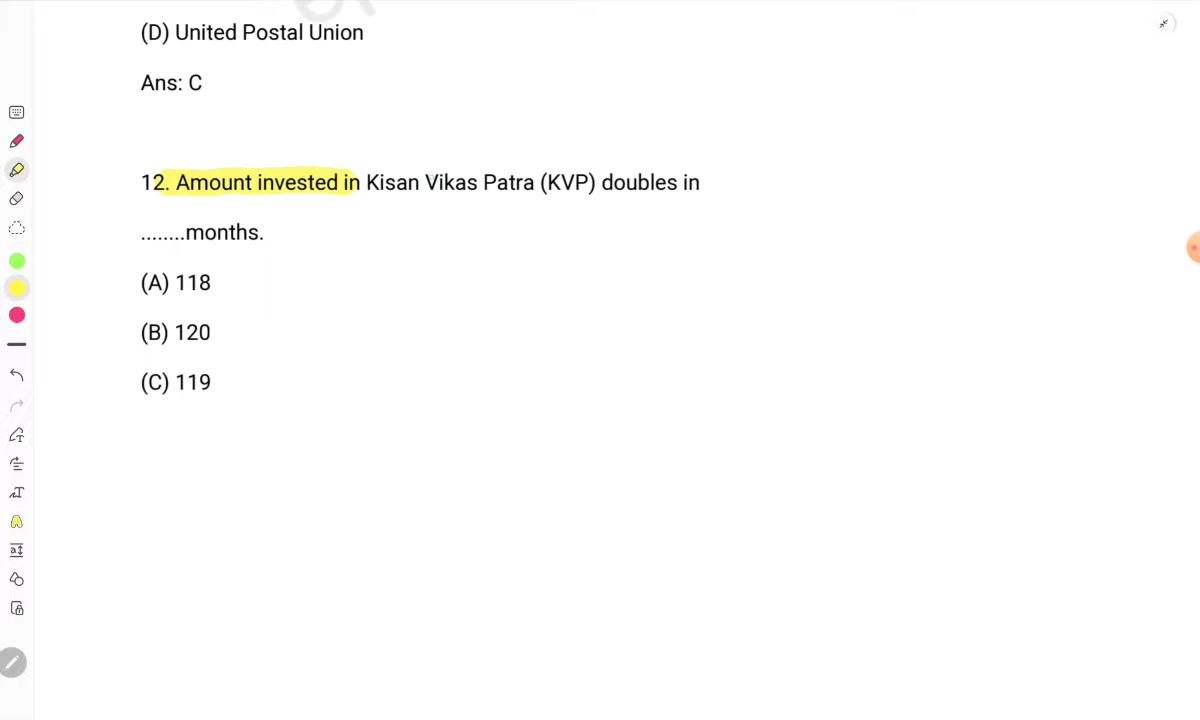 (D) United Postal Union
Ans: C
12. Amount invested in Kisan Vikas Patra (KVP) doubles in
........months.
(A) 118
(B) 120
(C) 119